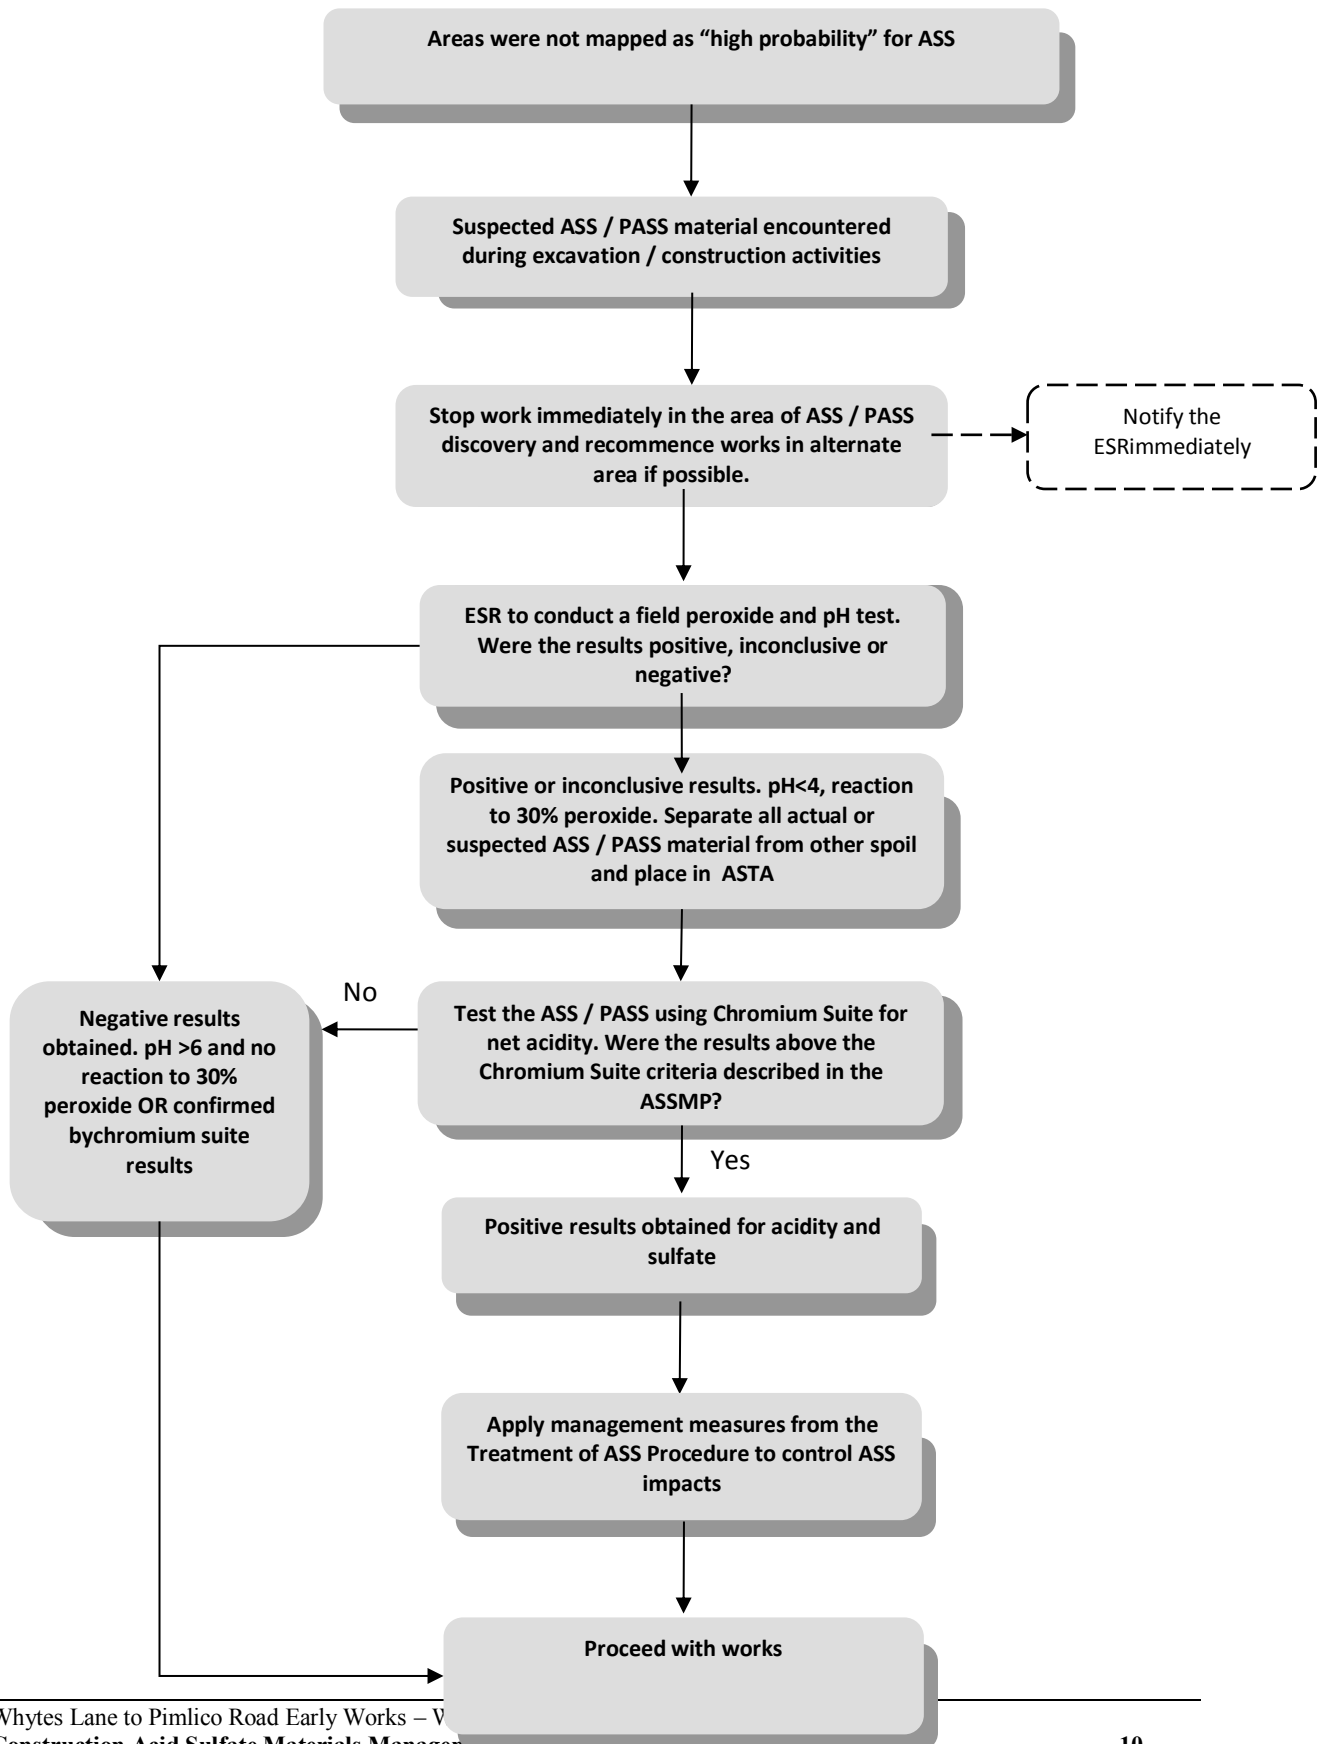 Areas were not mapped as “high probability” for ASS
Suspected ASS / PASS material encountered
during excavation / construction activities
Stop work immediately in the area of ASS / PASS
discovery and recommence works in alternate
area if possible.
Notify the
ESRimmediately
ESR to conduct a field peroxide and pH test.
Were the results positive, inconclusive or
negative?
Positive or inconclusive results. pH<4, reaction
to 30% peroxide. Separate all actual or
suspected ASS / PASS material from other spoil
and place in  ASTA
No
Negative results
obtained. pH >6 and no
reaction to 30%
peroxide OR confirmed
bychromium suite
results
Test the ASS / PASS using Chromium Suite for
net acidity. Were the results above the
Chromium Suite criteria described in the
ASSMP?
Yes
Positive results obtained for acidity and
sulfate
Apply management measures from the
Treatment of ASS Procedure to control ASS
impacts
Proceed with works
Whytes Lane to Pimlico Road Early Works –
Construction Acid Sulfate Materials
10